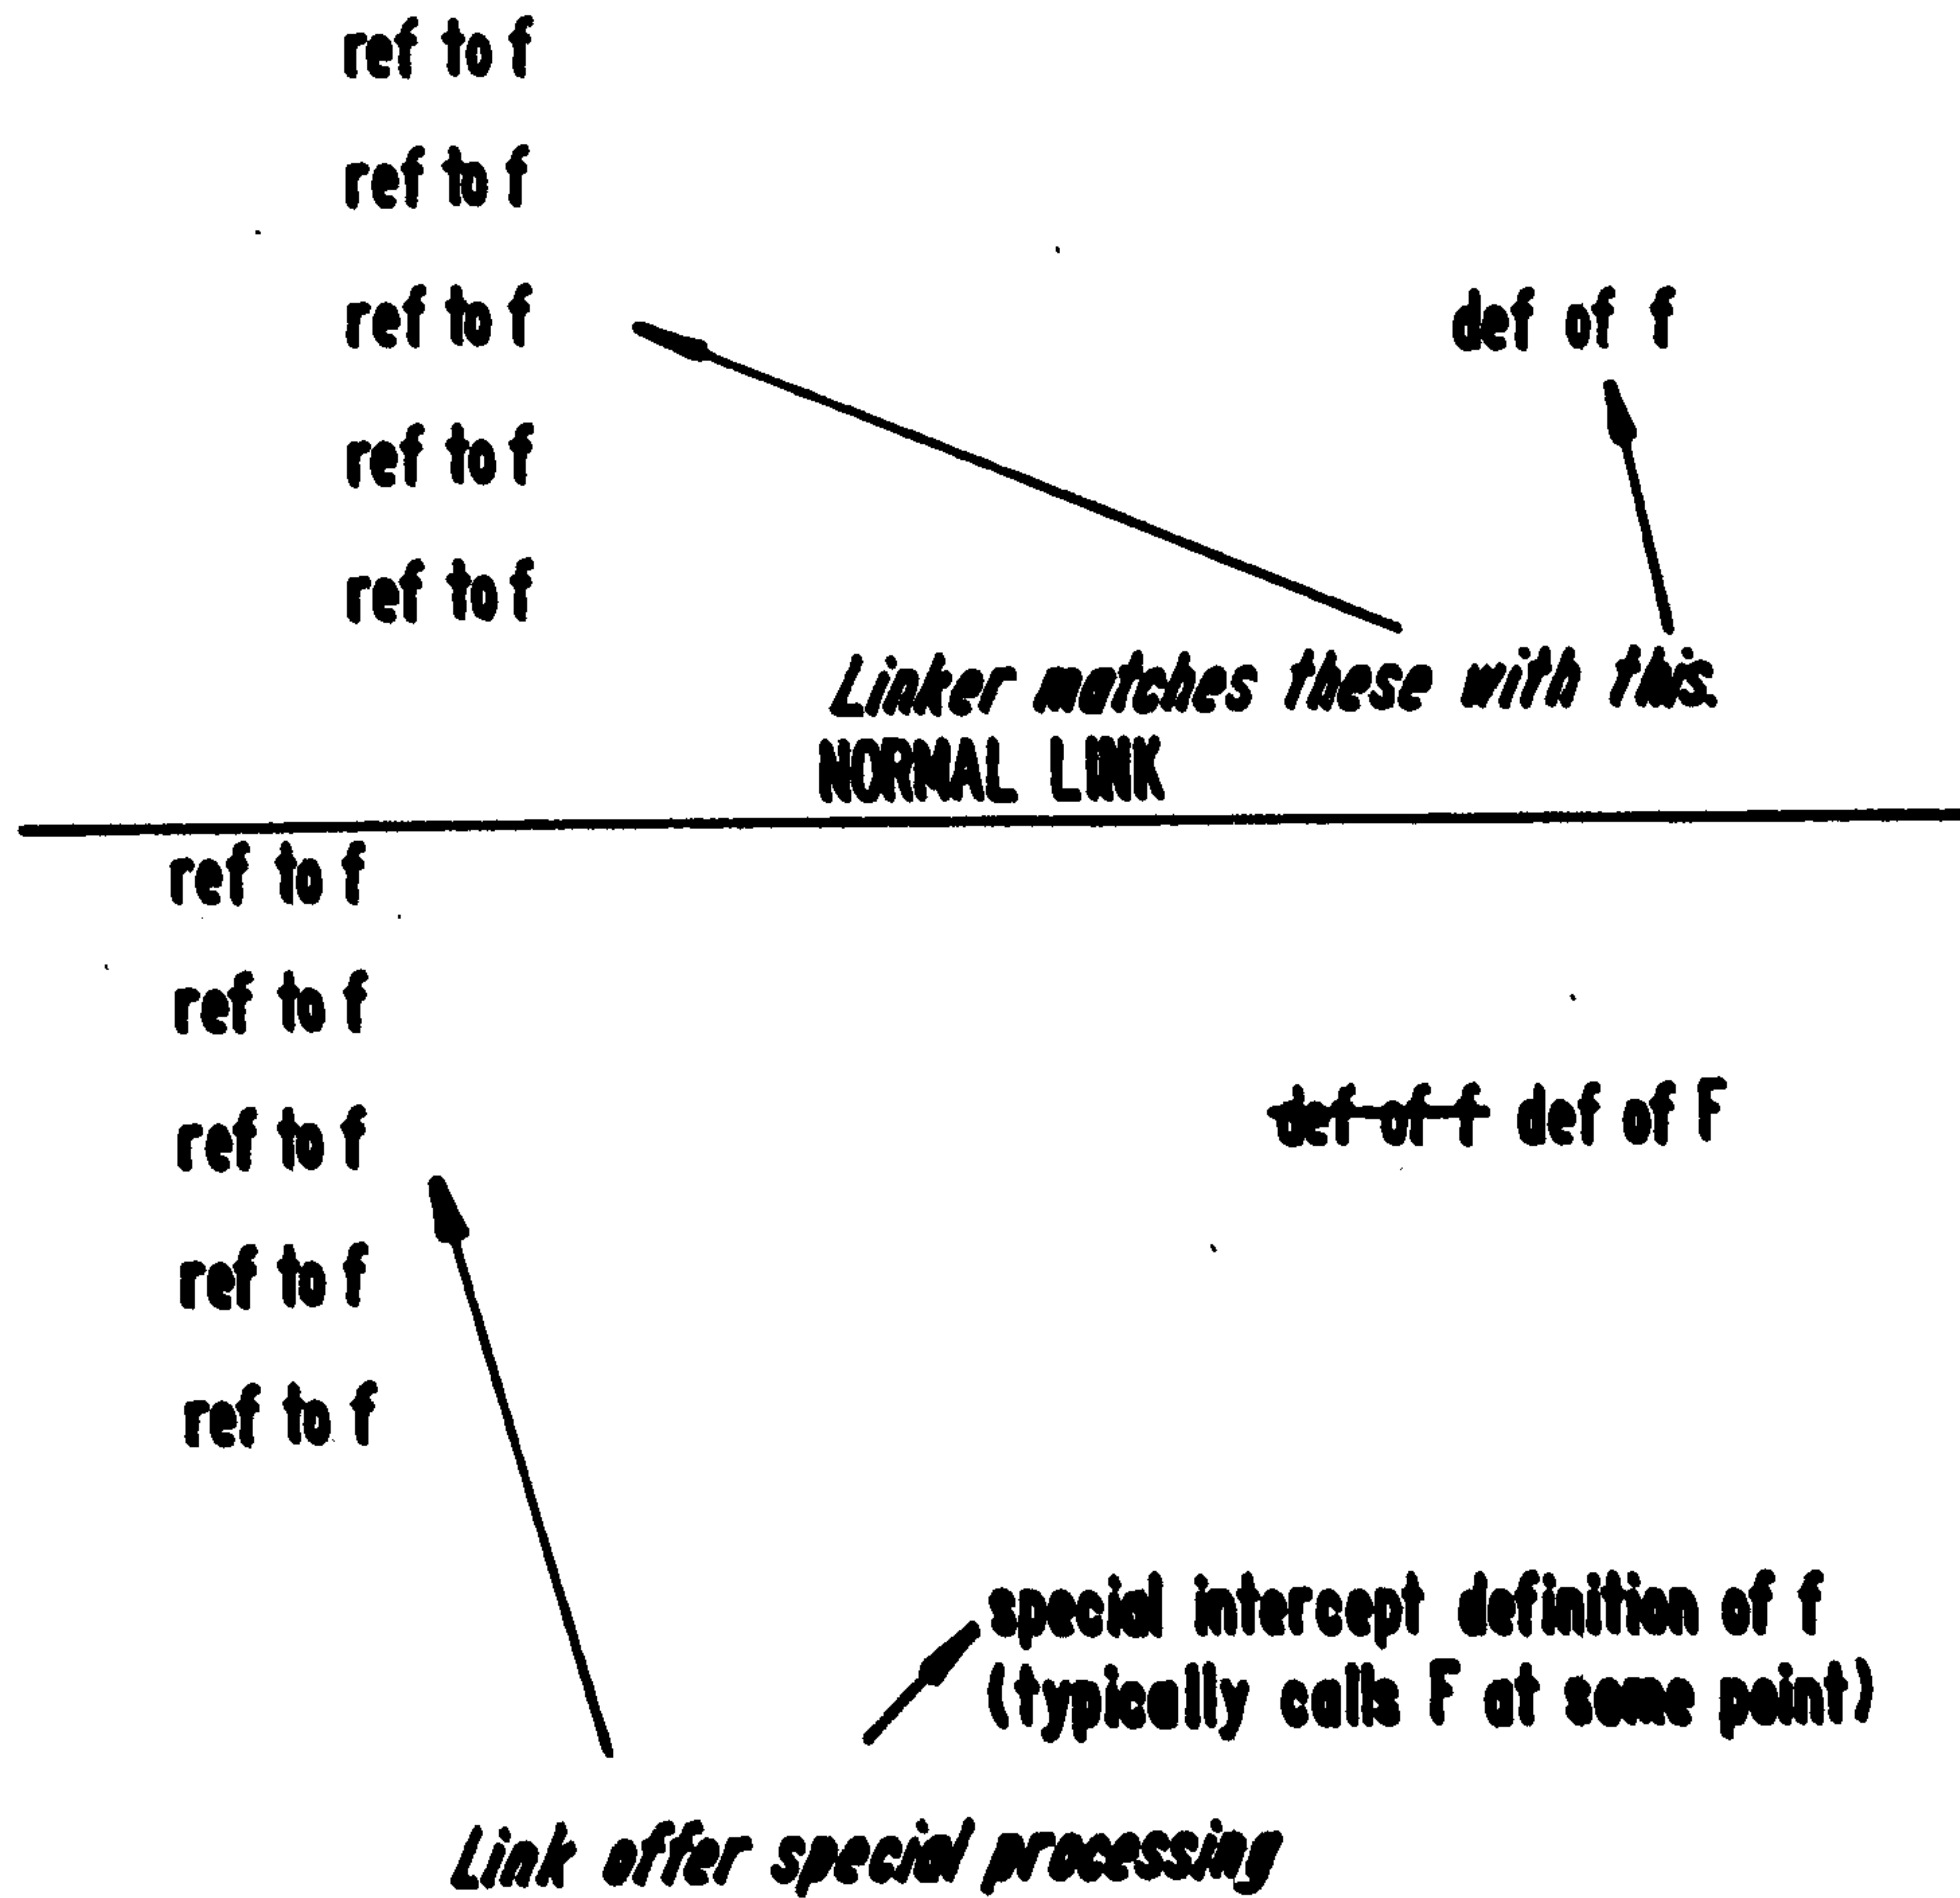 ref to f
ref to f
ref to f
def of f
ref to f
ref to f
Linker matches these with this.
NORMAL LINK
ref to f
ref to f
ref to f
def of f def of F
ref to f
ref to f
special intercept definition of f
(typically calls F at some point)
Link after special processing